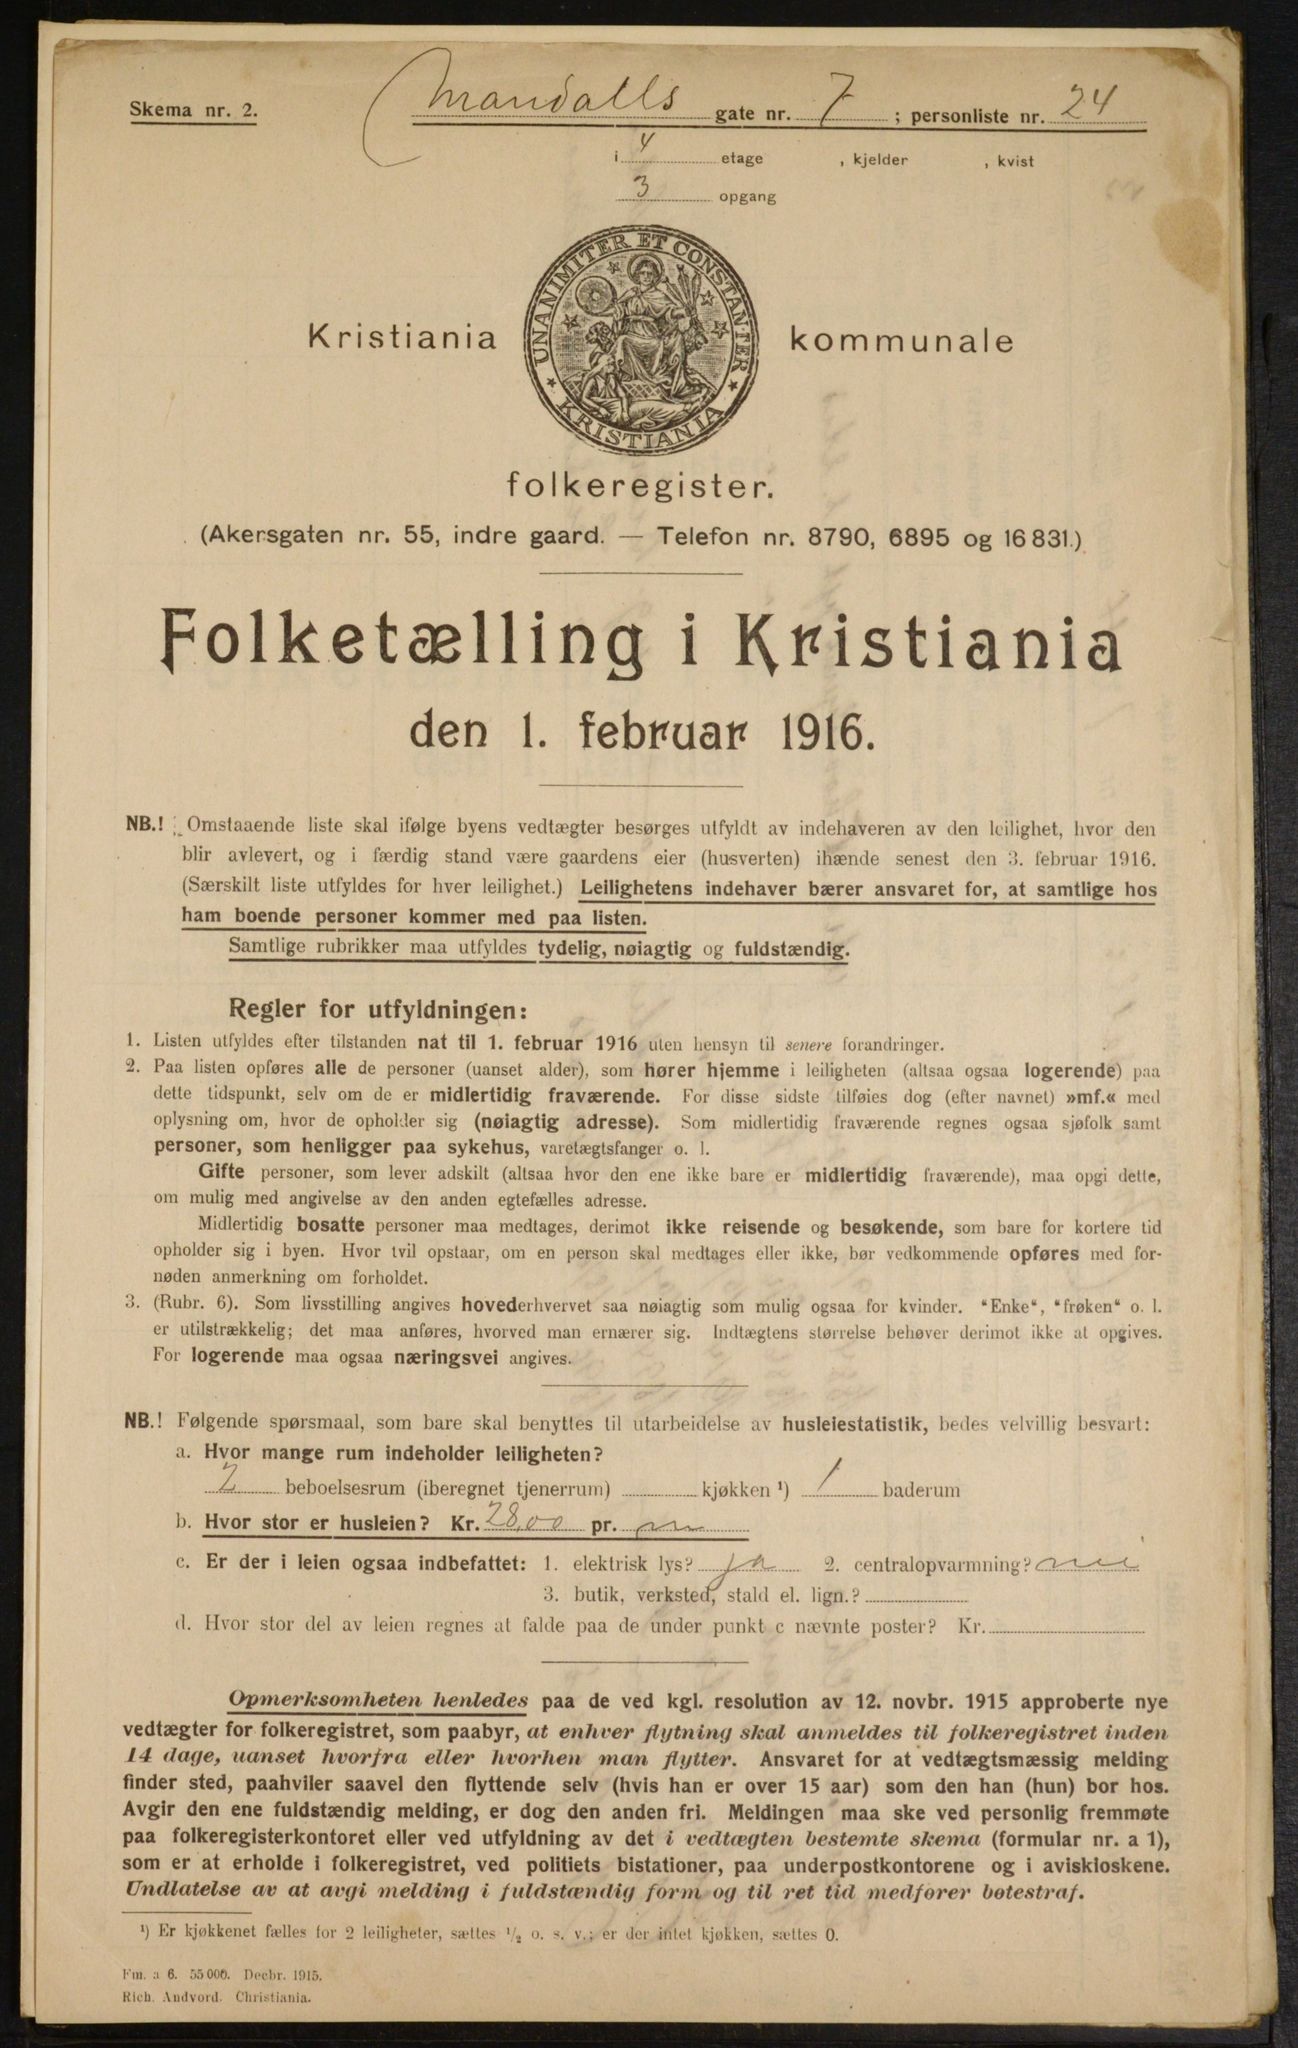 Skema nr. 2.
Mandalls gate nr. 7 ; personliste nr. 24
i 4 etage , kjelder , kvist
3 opgang
UNANIMITER ET CONSTANTER
KRISTIANIA
Kristiania kommunale
folkeregister.
(Akersgaten nr. 55, indre gaard. — Telefon nr. 8790, 6895 og 16 831.)
Folketælling i Kristiania
den 1. februar 1916.
NB.! Omstaaende liste skal ifølge byens vedtægter besørges utfyldt av indehaveren av den leilighet, hvor den
blir avlevert, og i færdig stand være gaardens eier (husverten) ihænde senest den 3. februar 1916.
(Særskilt liste utfyldes for hver leilighet.) Leilighetens indehaver bærer ansvaret for, at samtlige hos
ham boende personer kommer med paa listen.
Samtlige rubrikker maa utfyldes tydelig, nøiagtig og fuldstændig.
Regler for utfyldningen:
1. Listen utfyldes efter tilstanden nat til 1. februar 1916 uten hensyn til senere forandringer.
2. Paa listen opføres alle de personer (uanset alder), som hører hjemme i leiligheten (altsaa ogsaa logerende) paa
dette tidspunkt, selv om de er midlertidig fraværende. For disse sidste tilføies dog (efter navnet) »mf.« med
oplysning om, hvor de opholder sig (nøiagtig adresse). Som midlertidig fraværende regnes ogsaa sjøfolk samt
personer, som henligger paa sykehus, varetægtsfanger o. l.
Gifte personer, som lever adskilt (altsaa hvor den ene ikke bare er midlertidig fraværende), maa opgi dette,
om mulig med angivelse av den anden egtefælles adresse.
Midlertidig bosatte personer maa medtages, derimot ikke reisende og besøkende, som bare for kortere tid
opholder sig i byen. Hvor tvil opstaar, om en person skal medtages eller ikke, bør vedkommende opføres med for-
nøden anmerkning om forholdet.
3. (Rubr. 6). Som livsstilling angives hovederhvervet saa nøiagtig som mulig ogsaa for kvinder. "Enke", "frøken" o. l.
er utilstrækkelig; det maa anføres, hvorved man ernærer sig. Indtægtens størrelse behøver derimot ikke at opgives.
For logerende maa ogsaa næringsvei angives.
NB.! Følgende spørsmaal, som bare skal benyttes til utarbeidelse av husleiestatistik, bedes velvillig besvart:
a. Hvor mange rum indeholder leiligheten?
2 beboelsesrum (iberegnet tjenerrum) kjøkken ¹) 1 baderum
b. Hvor stor er husleien? Kr. 28,00 pr. m
c. Er der i leien ogsaa indbefattet: 1. elektrisk lys? ja 2. centralopvarmning? nei
3. butik, verksted, stald el. lign.?
d. Hvor stor del av leien regnes at falde paa de under punkt c nævnte poster? Kr.
Opmerksomheten henledes paa de ved kgl. resolution av 12. novbr. 1915 approberte nye
vedtægter for folkeregistret, som paabyr, at enhver flytning skal anmeldes til folkeregistret inden
14 dage, uanset hvorfra eller hvorhen man flytter. Ansvaret for at vedtægtsmæssig melding
finder sted, paahviler saavel den flyttende selv (hvis han er over 15 aar) som den han (hun) bor hos.
Avgir den ene fuldstændig melding, er dog den anden fri. Meldingen maa ske ved personlig fremmøte
paa folkeregisterkontoret eller ved utfyldning av det i vedtægten bestemte skema (formular nr. a 1),
som er at erholde i folkeregistret, ved politiets bistationer, paa underpostkontorene og i aviskioskene.
Undlatelse av at avgi melding i fuldstændig form og til ret tid medfører bøtestraf.
¹) Er kjøkkenet fælles for 2 leiligheter, sættes ½ o. s. v.; er der intet kjøkken, sættes 0.
Fm. a 6. 55 000. Decbr. 1915.
Rich. Andvord. Christiania.